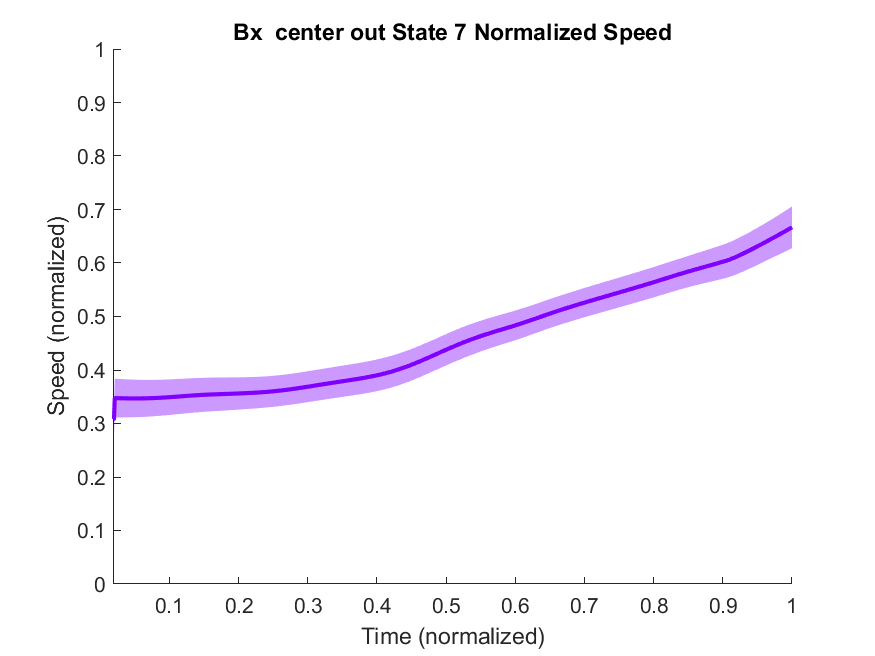 Bx  center out State 7 Normalized Speed
1
0.9
0.8
0.7
0.6
0.5
0.4
0.3
0.2
0.1
0
Speed (normalized)
0.1 0.2 0.3 0.4 0.5 0.6 0.7 0.8 0.9 1
Time (normalized)